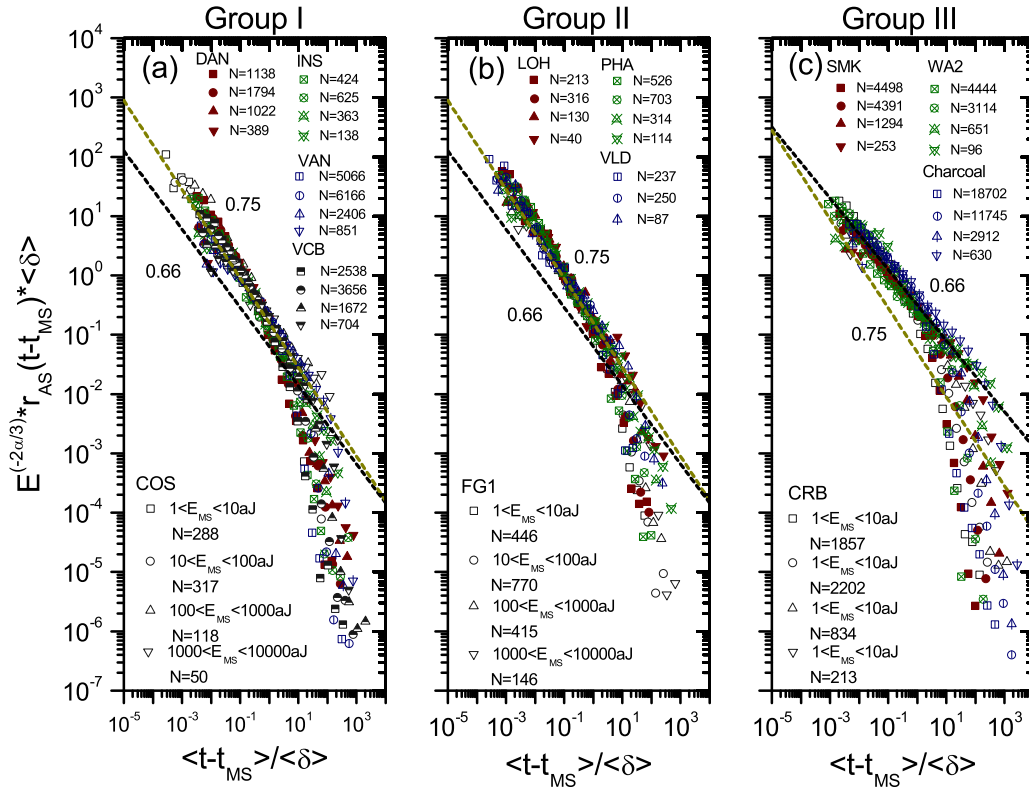 Group I
Group II
Group III
E^(-2α/3)*r_AS(t-t_MS)*<δ>
10^4
10^3
10^2
10^1
10^0
10^-1
10^-2
10^-3
10^-4
10^-5
10^-6
10^-7
(a)
DAN
N=1138
N=1794
N=1022
N=389
INS
N=424
N=625
N=363
N=138
VAN
N=5066
N=6166
N=2406
N=851
VCB
N=2538
N=3656
N=1672
N=704
0.75
0.66
COS
1<E_MS<10aJ
N=288
10<E_MS<100aJ
N=317
100<E_MS<1000aJ
N=118
1000<E_MS<10000aJ
N=50
10^-5 10^-3 10^-1 10^1 10^3
<t-t_MS>/<δ>
(b)
LOH
N=213
N=316
N=130
N=40
PHA
N=526
N=703
N=314
N=114
VLD
N=237
N=250
N=87
0.75
0.66
FG1
1<E_MS<10aJ
N=446
10<E_MS<100aJ
N=770
100<E_MS<1000aJ
N=415
1000<E_MS<10000aJ
N=146
10^-5 10^-3 10^-1 10^1 10^3
<t-t_MS>/<δ>
(c)
SMK
N=4498
N=4391
N=1294
N=253
WA2
N=4444
N=3114
N=651
N=96
Charcoal
N=18702
N=11745
N=2912
N=630
0.66
0.75
CRB
1<E_MS<10aJ
N=1857
1<E_MS<10aJ
N=2202
1<E_MS<10aJ
N=834
1<E_MS<10aJ
N=213
10^-5 10^-3 10^-1 10^1 10^3
<t-t_MS>/<δ>